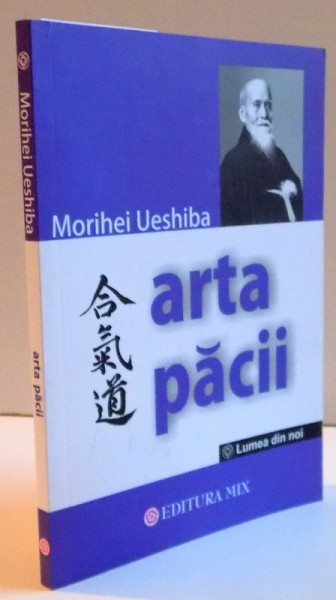 Morihei Ueshiba
arta păcii
Morihei Ueshiba
合氣道
arta
păcii
Lumea din noi
EDITURA MIX